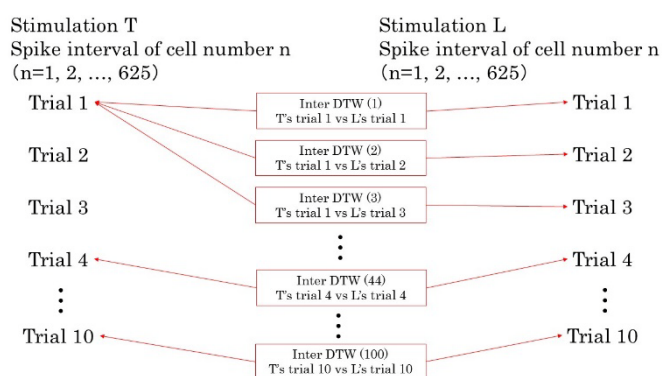 Stimulation T
Spike interval of cell number n
(n=1, 2, …, 625)
Stimulation L
Spike interval of cell number n
(n=1, 2, …, 625)
Trial 1
Inter DTW (1)
T's trial 1 vs L's trial 1
Trial 1
Trial 2
Inter DTW (2)
T's trial 1 vs L's trial 2
Trial 2
Trial 3
Inter DTW (3)
T's trial 1 vs L's trial 3
Trial 3
Trial 4
Inter DTW (44)
T's trial 4 vs L's trial 4
Trial 4
Trial 10
Inter DTW (100)
T's trial 10 vs L's trial 10
Trial 10